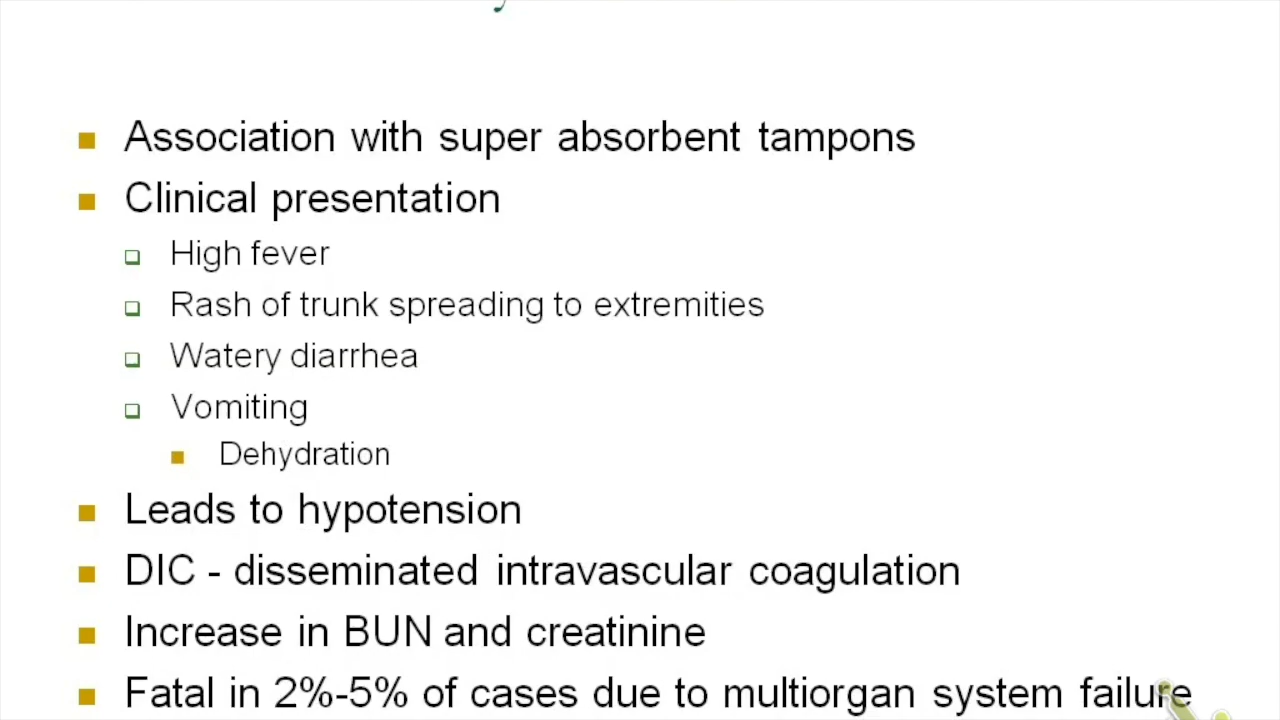 Association with super absorbent tampons
Clinical presentation
High fever
Rash of trunk spreading to extremities
Watery diarrhea
Vomiting
Dehydration
Leads to hypotension
DIC - disseminated intravascular coagulation
Increase in BUN and creatinine
Fatal in 2%-5% of cases due to multiorgan system failure